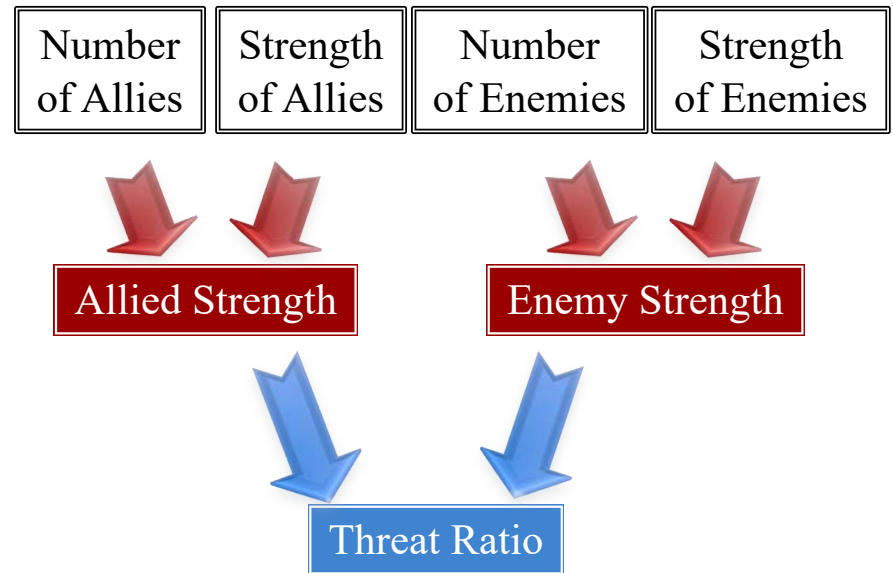 Number
of Allies
Strength
of Allies
Number
of Enemies
Strength
of Enemies
Allied Strength
Enemy Strength
Threat Ratio